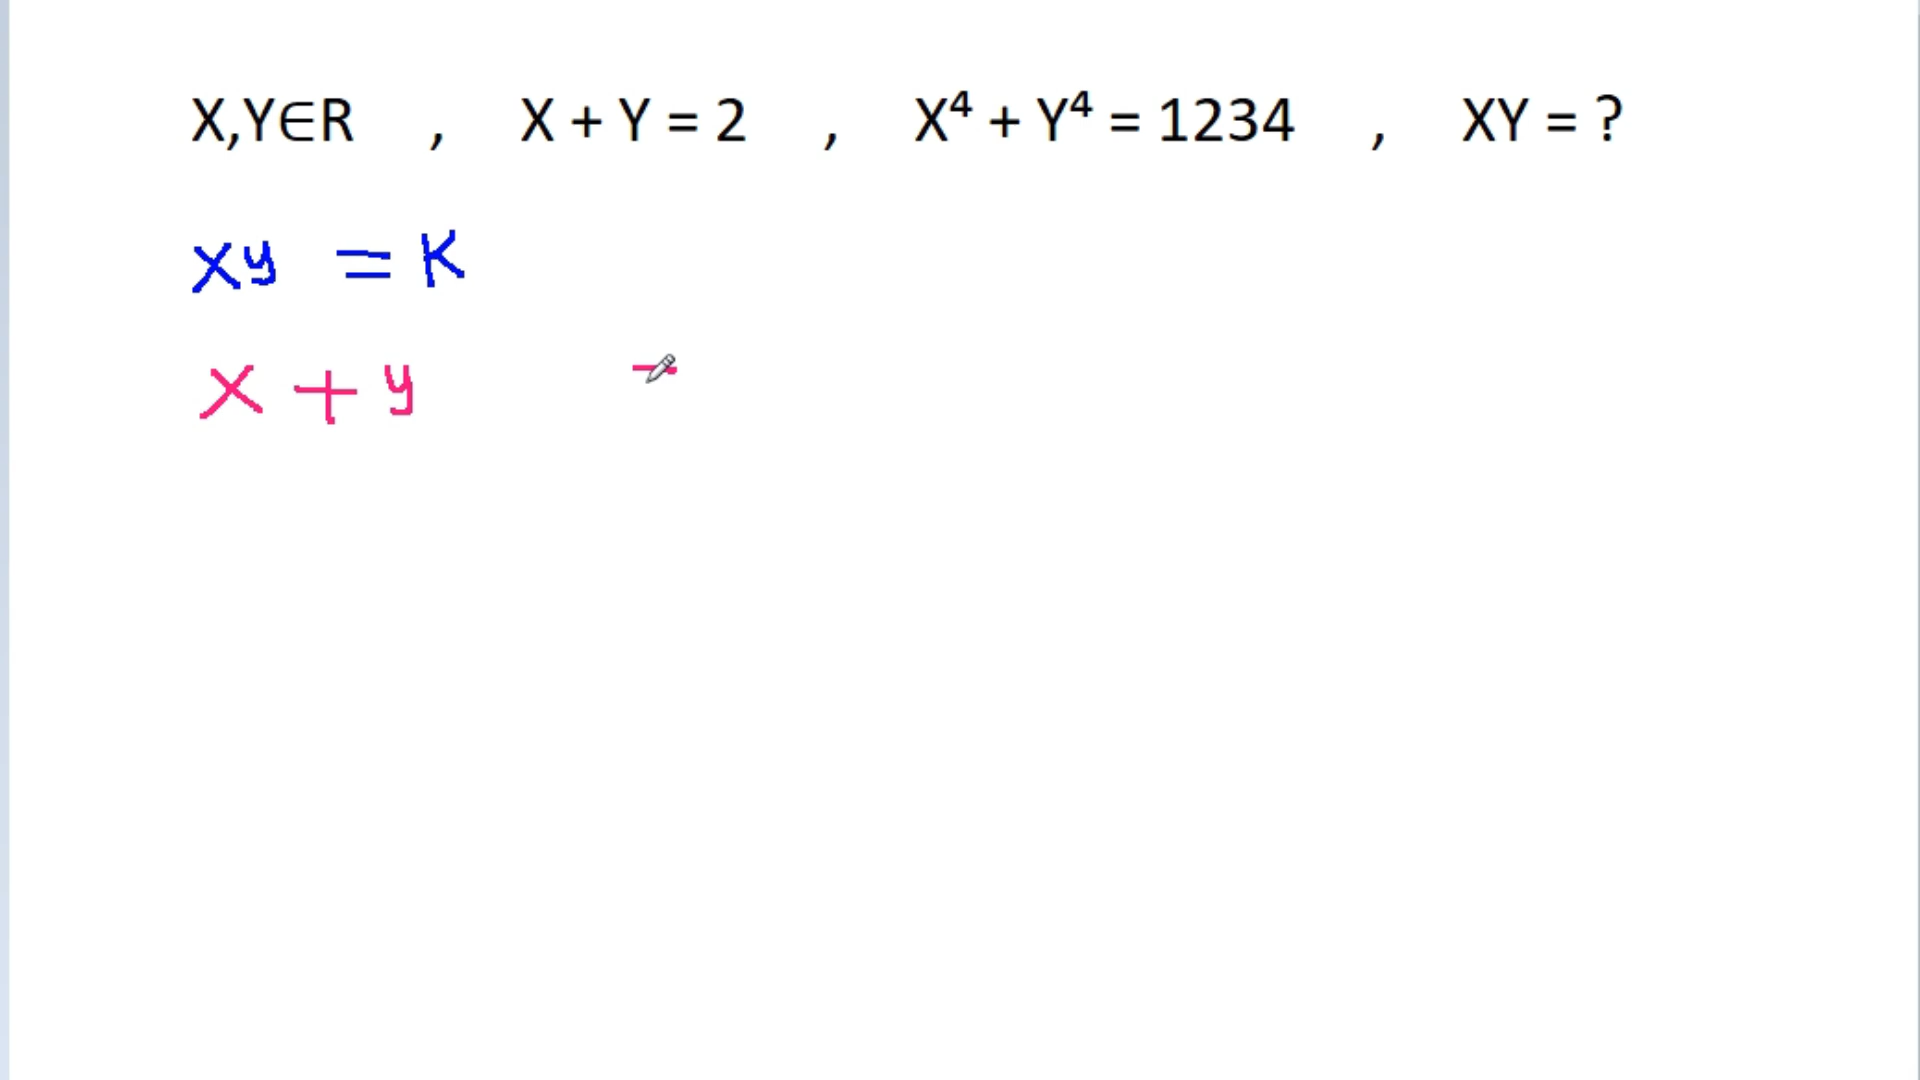 X,Y∈R , X + Y = 2 , X⁴ + Y⁴ = 1234 , XY = ?
xy = K
x + y